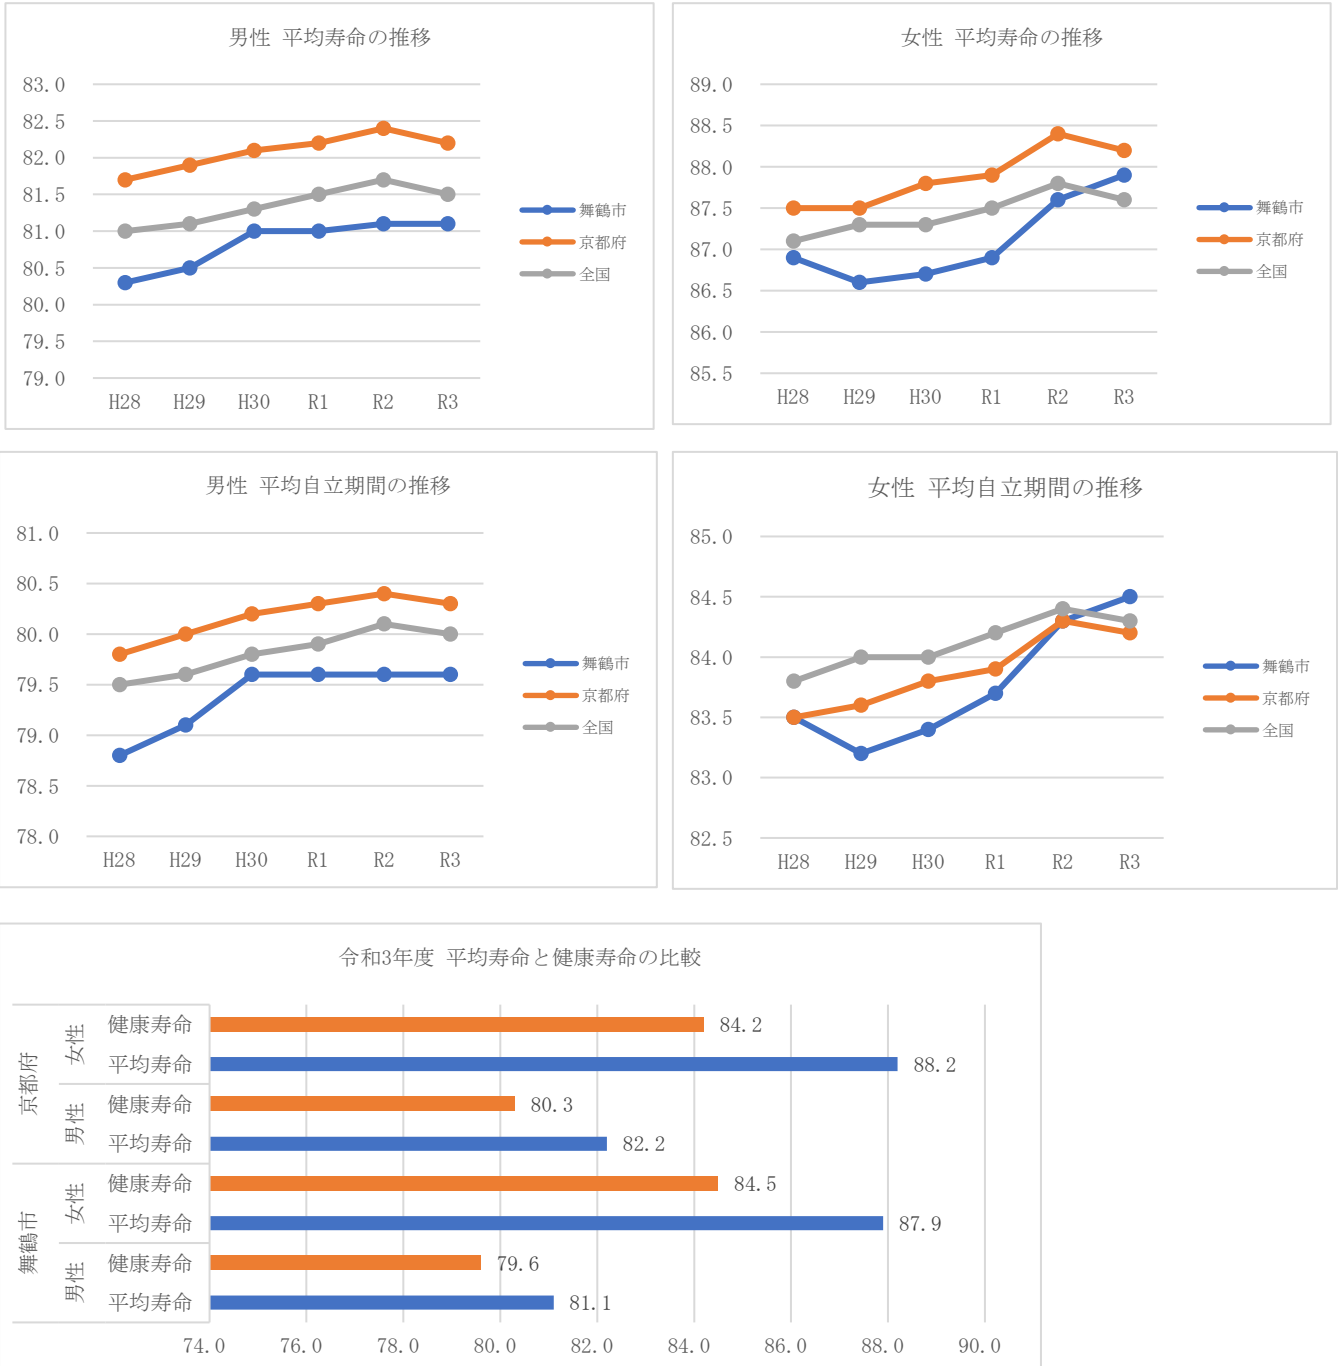 男性 平均寿命の推移
83.0
82.5
82.0
81.5
81.0
80.5
80.0
79.5
79.0
H28 H29 H30 R1 R2 R3
舞鶴市
京都府
全国
女性 平均寿命の推移
89.0
88.5
88.0
87.5
87.0
86.5
86.0
85.5
H28 H29 H30 R1 R2 R3
舞鶴市
京都府
全国
男性 平均自立期間の推移
81.0
80.5
80.0
79.5
79.0
78.5
78.0
H28 H29 H30 R1 R2 R3
舞鶴市
京都府
全国
女性 平均自立期間の推移
85.0
84.5
84.0
83.5
83.0
82.5
H28 H29 H30 R1 R2 R3
舞鶴市
京都府
全国
令和3年度 平均寿命と健康寿命の比較
京都府
女性
健康寿命 84.2
平均寿命 88.2
男性
健康寿命 80.3
平均寿命 82.2
舞鶴市
女性
健康寿命 84.5
平均寿命 87.9
男性
健康寿命 79.6
平均寿命 81.1
74.0 76.0 78.0 80.0 82.0 84.0 86.0 88.0 90.0